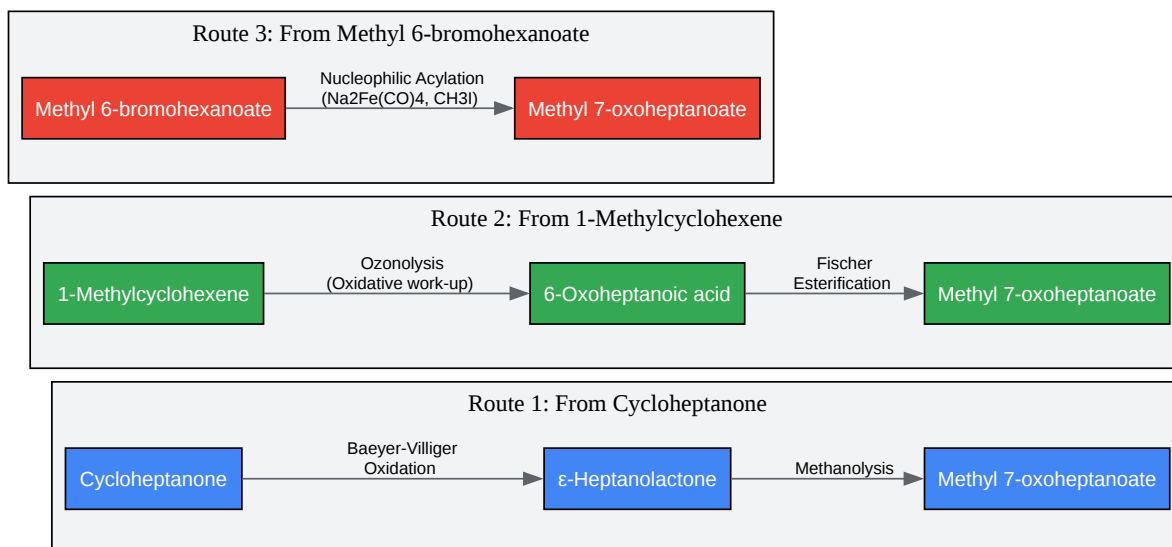 Route 3: From Methyl 6-bromohexanoate
Methyl 6-bromohexanoate
Nucleophilic Acylation
(Na2Fe(CO)4, CH3I)
Methyl 7-oxoheptanoate
Route 2: From 1-Methylcyclohexene
1-Methylcyclohexene
Ozonolysis
(Oxidative work-up)
6-Oxoheptanoic acid
Fischer
Esterification
Methyl 7-oxoheptanoate
Route 1: From Cycloheptanone
Cycloheptanone
Baeyer-Villiger
Oxidation
ε-Heptanolactone
Methanolysis
Methyl 7-oxoheptanoate